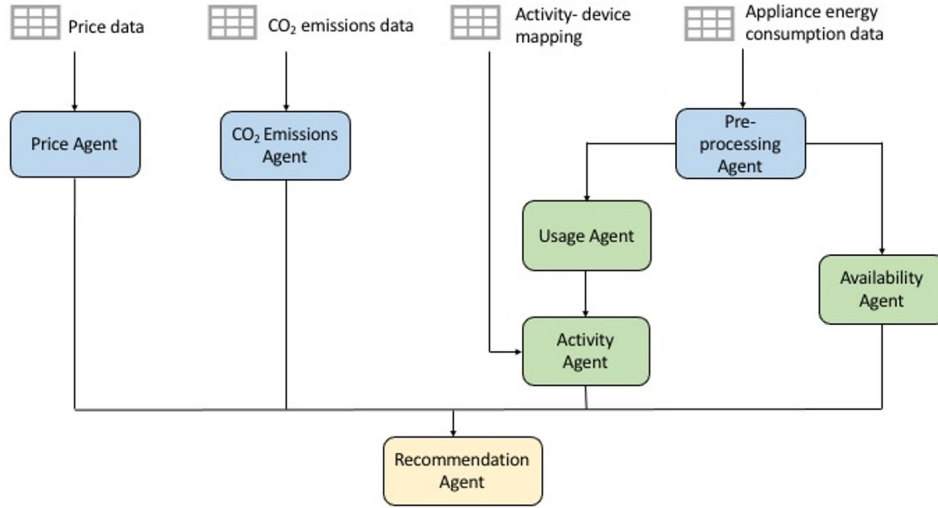 Price data
CO₂ emissions data
Activity- device
mapping
Appliance energy
consumption data
Price Agent
CO₂ Emissions
Agent
Pre-
processing
Agent
Usage Agent
Availability
Agent
Activity
Agent
Recommendation
Agent